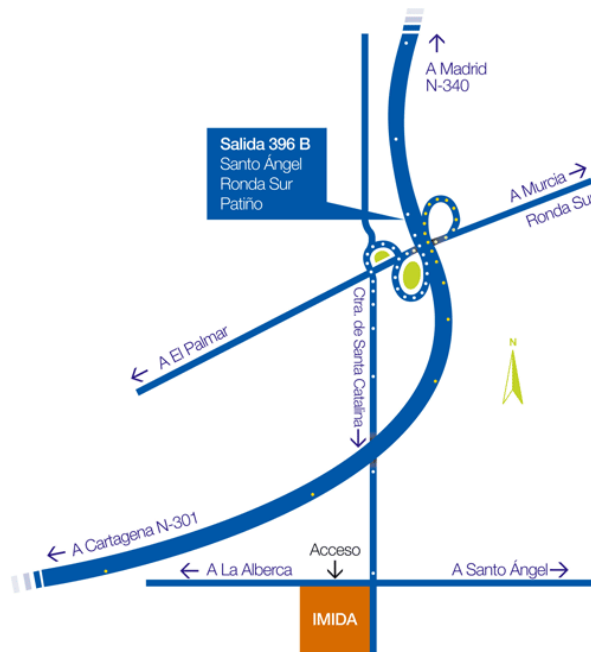 A Madrid
N-340
Salida 396 B
Santo Ángel
Ronda Sur
Patiño
A Murcia
Ronda Sur
A El Palmar
Ctra. de Santa
Catalina
N
A Cartagena N-301
Acceso
A La Alberca
A Santo Ángel
IMIDA